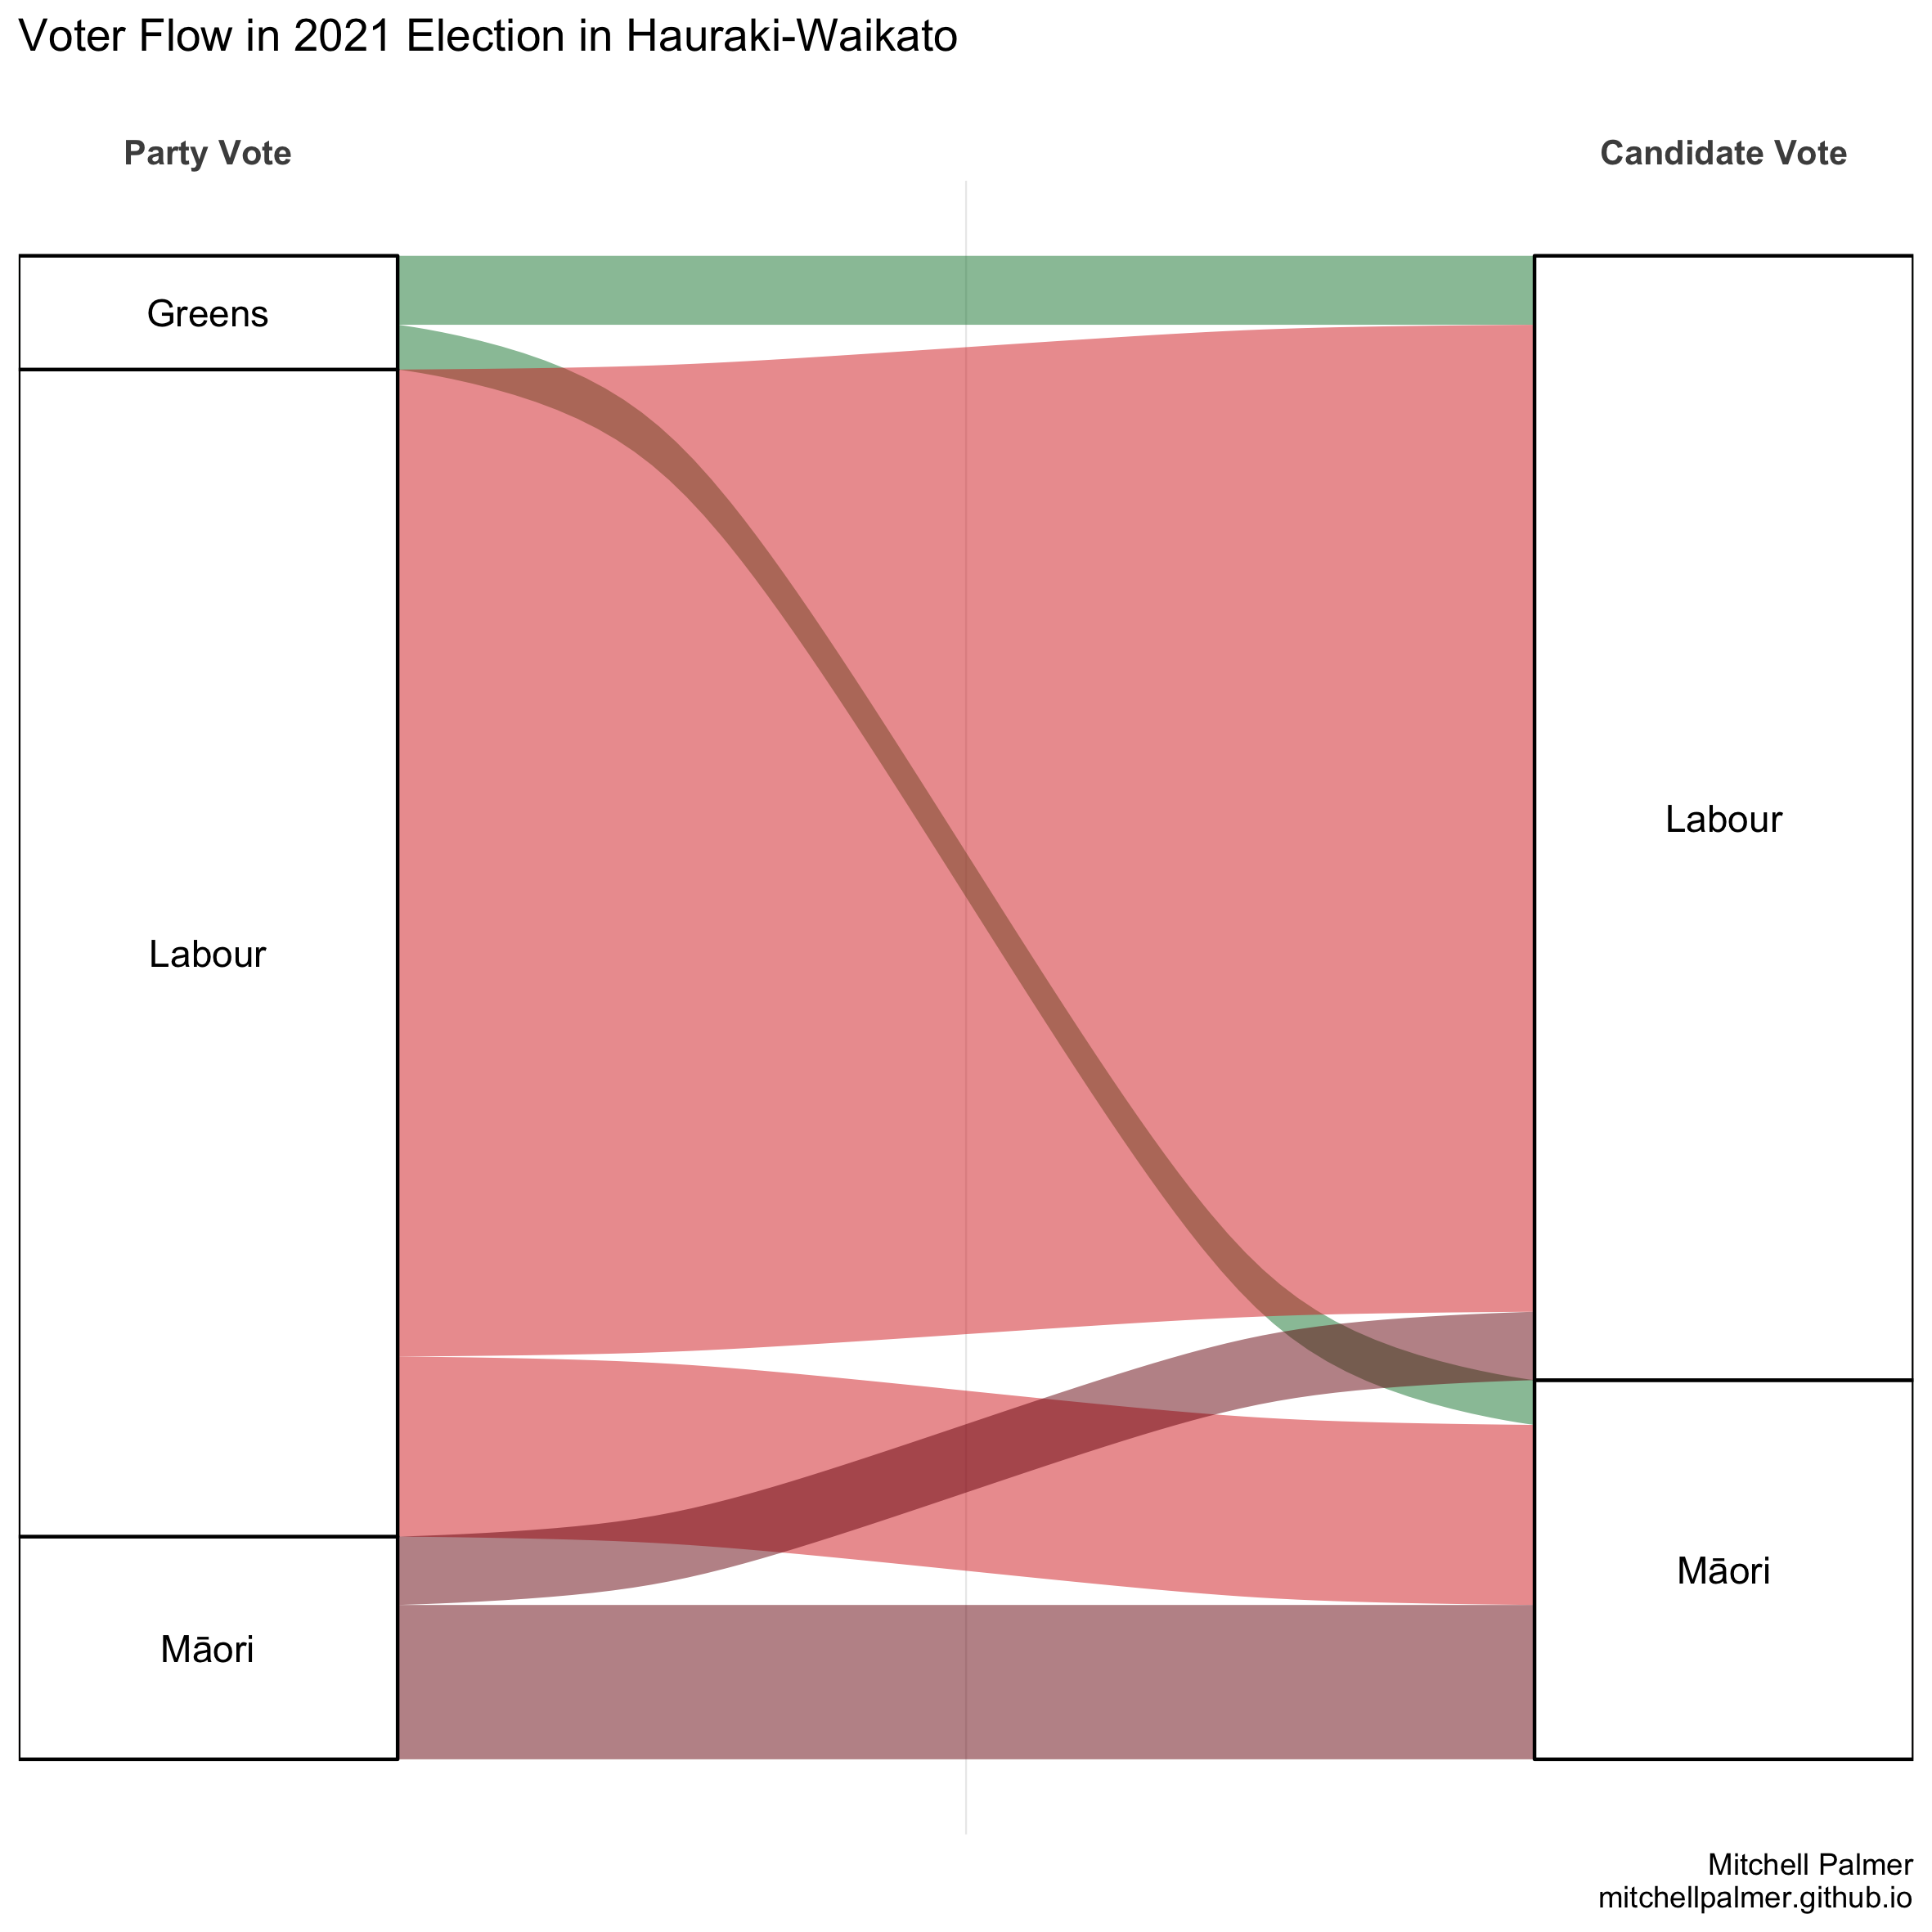 Voter Flow in 2021 Election in Hauraki-Waikato
Party Vote
Candidate Vote
Greens
Labour
Labour
Māori
Māori
Mitchell Palmer
mitchellpalmer.github.io